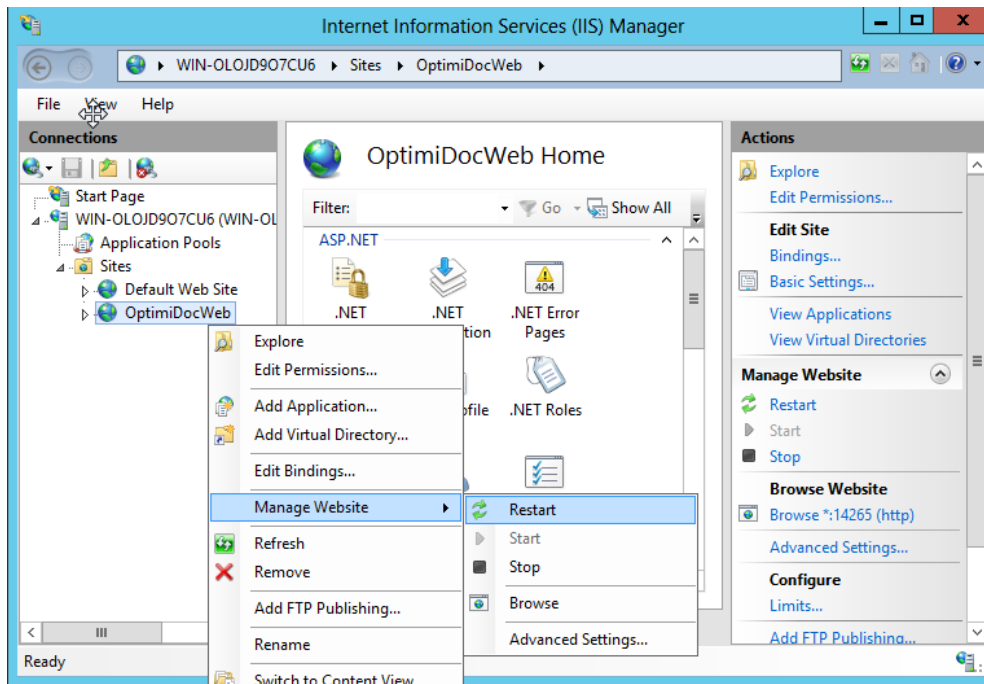 Internet Information Services (IIS) Manager
WIN-OLOJD9O7CU6 Sites OptimiDocWeb
File View Help
Connections
Start Page
WIN-OLOJD9O7CU6 (WIN-OL
Application Pools
Sites
Default Web Site
OptimiDocWeb
OptimiDocWeb Home
Filter: Go Show All
ASP.NET
.NET
.NET
tion
.NET Error
Pages
ofile
.NET Roles
404
Explore
Edit Permissions...
Add Application...
Add Virtual Directory...
Edit Bindings...
Manage Website
Refresh
Remove
Add FTP Publishing...
Rename
Switch to Content View
Restart
Start
Stop
Browse
Advanced Settings...
Actions
Explore
Edit Permissions...
Edit Site
Bindings...
Basic Settings...
View Applications
View Virtual Directories
Manage Website
Restart
Start
Stop
Browse Website
Browse *:14265 (http)
Advanced Settings...
Configure
Limits...
Add FTP Publishing...
Ready